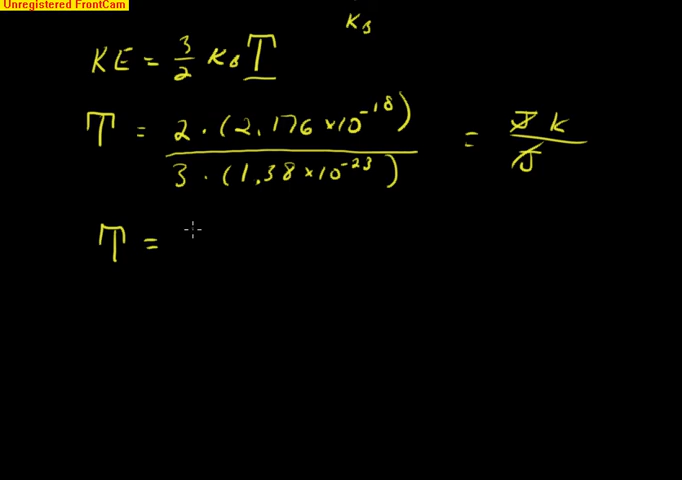 Unregistered FrontCam
K_B
KE = 3/2 K_B T
T = 2 · (2.176 × 10^-18) / 3 · (1.38 × 10^-23) = J K / J
T =